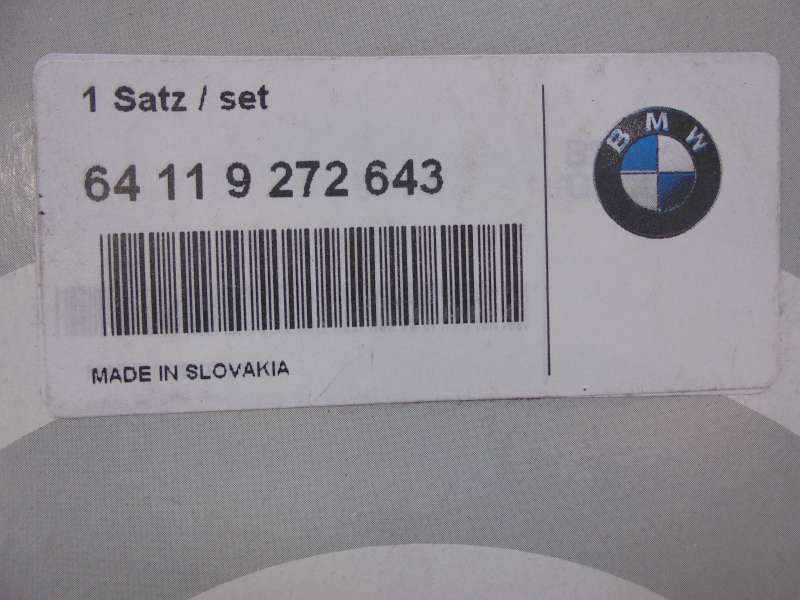 1 Satz / set
64 11 9 272 643
MADE IN SLOVAKIA
BMW